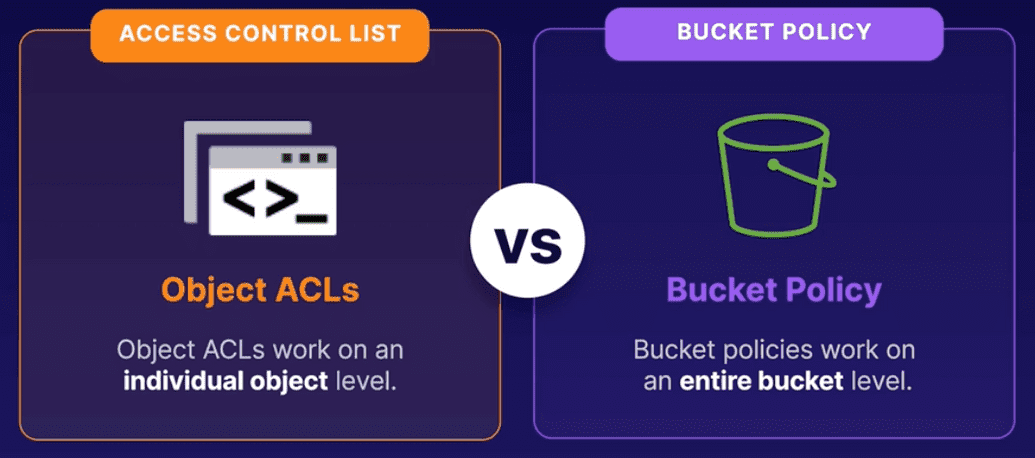 ACCESS CONTROL LIST
<>_
Object ACLs
Object ACLs work on an
individual object level.
VS
BUCKET POLICY
Bucket Policy
Bucket policies work on
an entire bucket level.